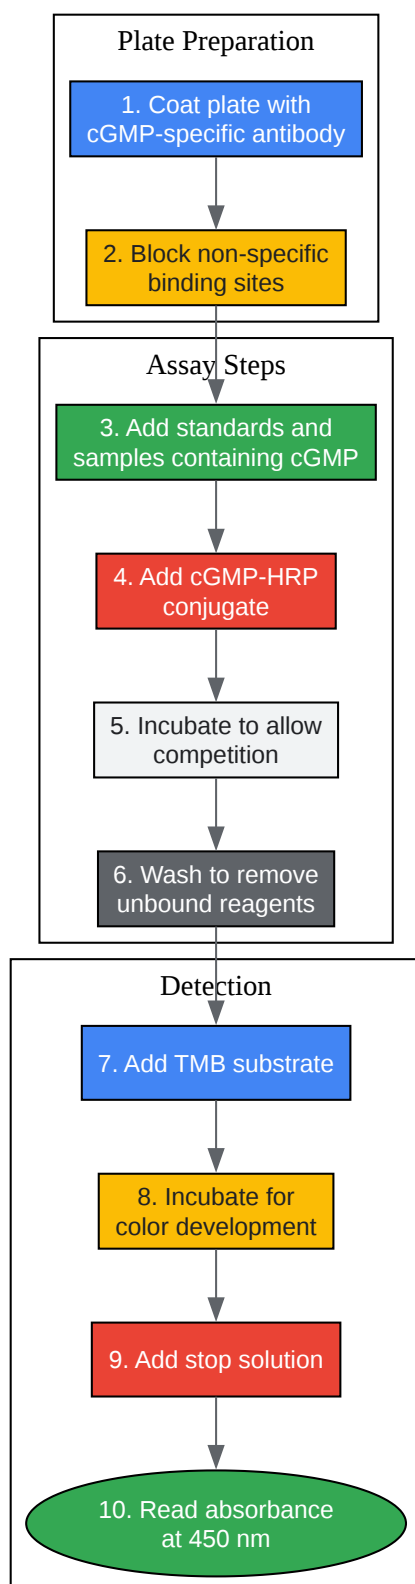 Plate Preparation
1. Coat plate with
cGMP-specific antibody
2. Block non-specific
binding sites
Assay Steps
3. Add standards and
samples containing cGMP
4. Add cGMP-HRP
conjugate
5. Incubate to allow
competition
6. Wash to remove
unbound reagents
Detection
7. Add TMB substrate
8. Incubate for
color development
9. Add stop solution
10. Read absorbance
at 450 nm